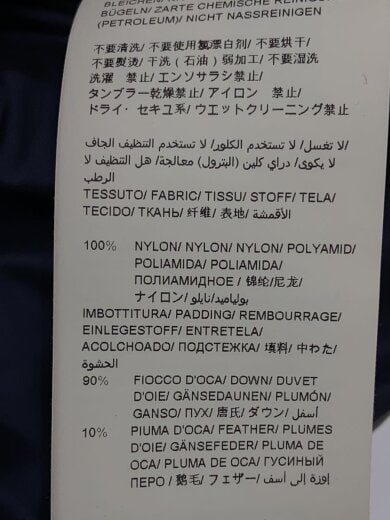 BLEICHEN/
BÜGELN/ ZARTE CHEMISCHE REINIGUNG
(PETROLEUM)/ NICHT NASSREINIGEN
不要清洗/ 不要使用氯漂白剂/ 不要烘干/
不要熨烫/ 干洗（石油）弱加工/ 不要湿洗
洗濯 禁止/ エンソサラシ禁止/
タンブラー乾燥禁止/ アイロン 禁止/
ドライ・セキユ系/ ウエットクリーニング禁止
لا تغسل/ لا تستخدم الكلور/ لا تستخدم التنظيف الجاف/
لا يكوى/ دراي كلين (البترول) معالجة/ هل التنظيف لا
الرطب
TESSUTO/ FABRIC/ TISSU/ STOFF/ TELA/
TECIDO/ ТКАНЬ/ 纤维/ 表地/ الأقمشة
100% NYLON/ NYLON/ NYLON/ POLYAMID/
POLIAMIDA/ POLIAMIDA/
ПОЛИАМИДНОЕ / 锦纶/尼龙/
ナイロン/ بولياميد/نايلو
IMBOTTITURA/ PADDING/ REMBOURRAGE/
EINLEGESTOFF/ ENTRETELA/
ACOLCHOADO/ ПОДСТЕЖКА/ 填料/ 中わた/
الحشوة
90% FIOCCO D'OCA/ DOWN/ DUVET
D'OIE/ GÄNSEDAUNEN/ PLUMÓN/
GANSO/ ПУХ/ 唐氏/ ダウン/ أسفل
10% PIUMA D'OCA/ FEATHER/ PLUMES
D'OIE/ GÄNSEFEDER/ PLUMA DE
OCA/ PLUMA DE OCA/ ГУСИНЫЙ
ПЕРО / 鹅毛/ フェザー/ إوزة إلى أسف